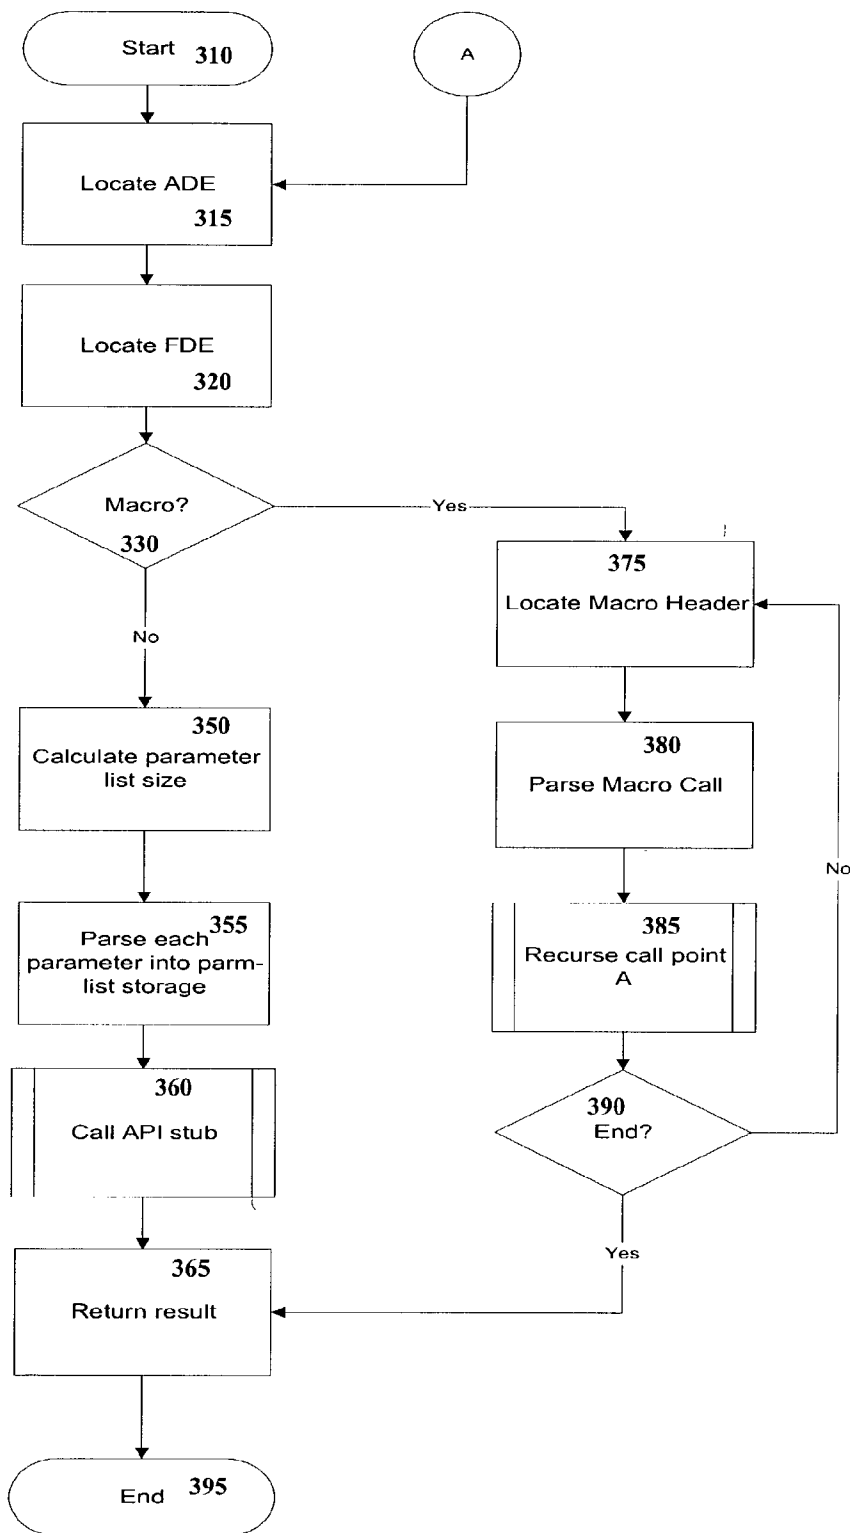 Start 310
A
Locate ADE
315
Locate FDE
320
Macro?
330
Yes
No
375
Locate Macro Header
380
Parse Macro Call
385
Recurse call point
A
390
End?
No
Yes
350
Calculate parameter
list size
355
Parse each
parameter into parm-
list storage
360
Call API stub
365
Return result
End 395